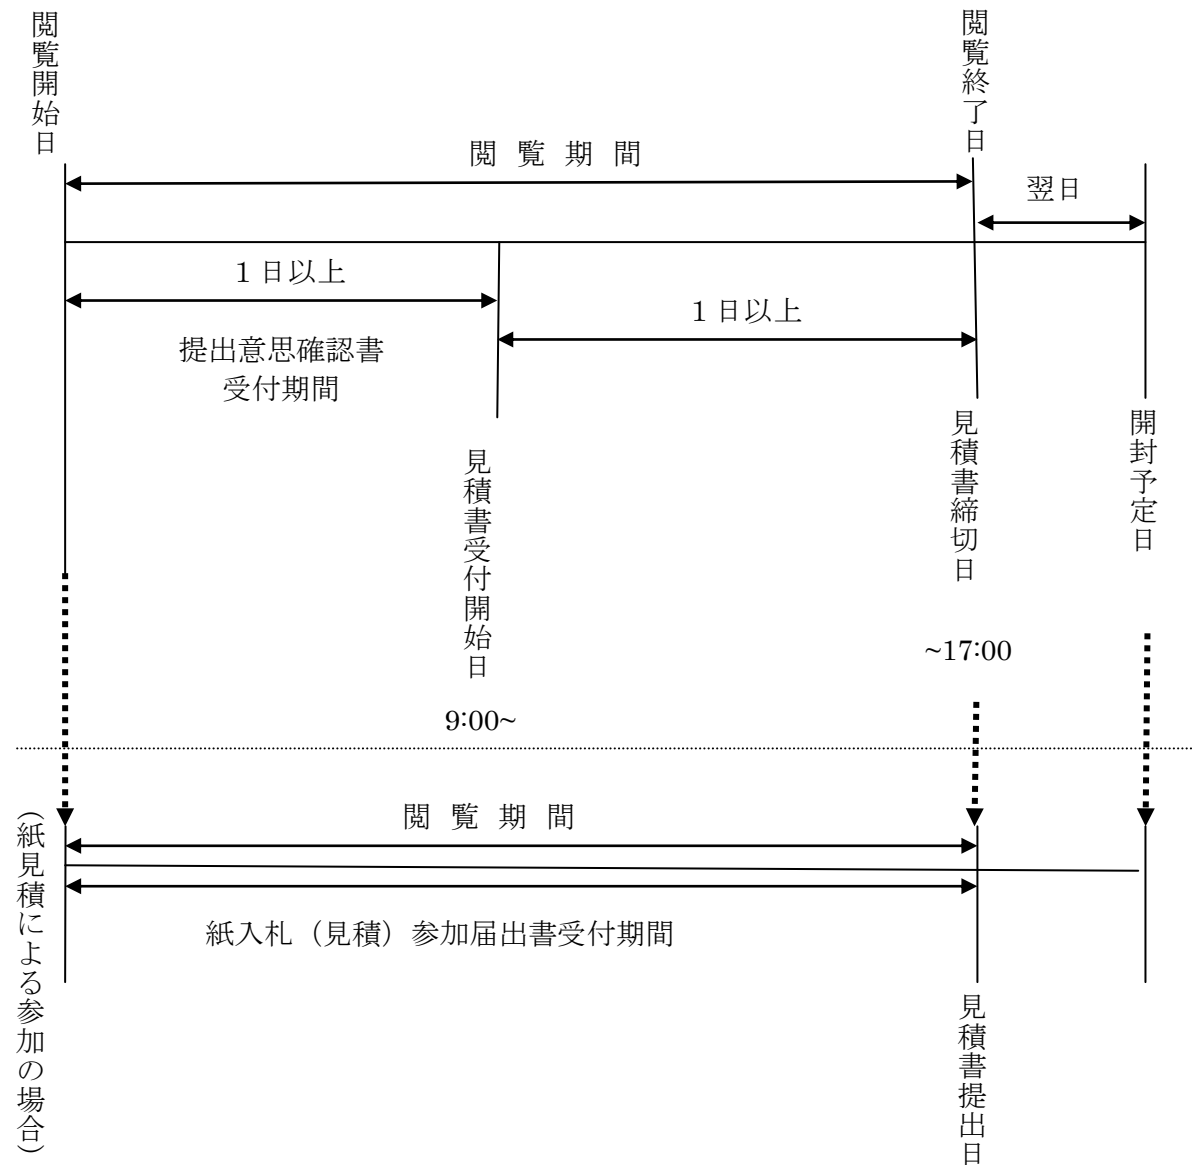 閲覧開始日
閲覧終了日
閲 覧 期 間
翌日
１日以上
１日以上
提出意思確認書
受付期間
見積書受付開始日
9:00~
見積書締切日
~17:00
開封予定日
（紙見積による参加の場合）
閲 覧 期 間
紙入札（見積）参加届出書受付期間
見積書提出日